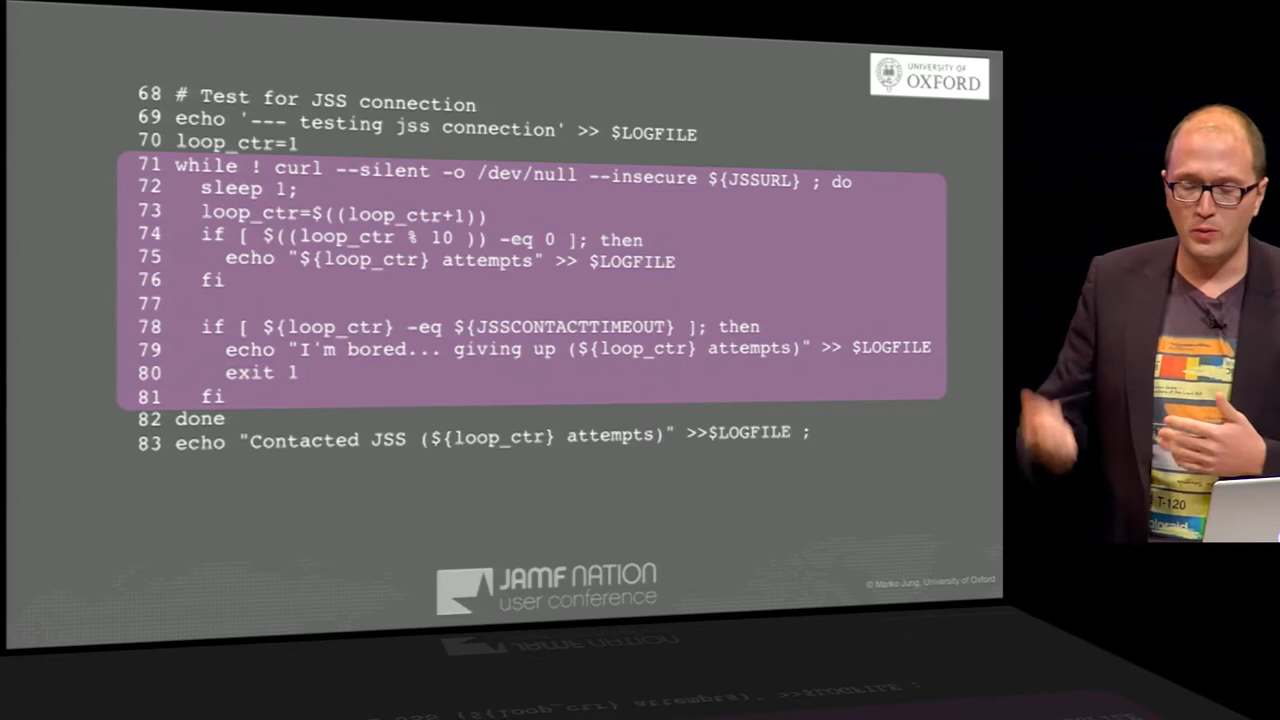 UNIVERSITY OF
OXFORD
68 # Test for JSS connection
69 echo '--- testing jss connection' >> $LOGFILE
70 loop_ctr=1
71 while ! curl --silent -o /dev/null --insecure ${JSSURL} ; do
72 sleep 1;
73 loop_ctr=$((loop_ctr+1))
74 if [ $((loop_ctr % 10 )) -eq 0 ]; then
75 echo "${loop_ctr} attempts" >> $LOGFILE
76 fi
77
78 if [ ${loop_ctr} -eq ${JSSCONTACTTIMEOUT} ]; then
79 echo "I'm bored... giving up (${loop_ctr} attempts)" >> $LOGFILE
80 exit 1
81 fi
82 done
83 echo "Contacted JSS (${loop_ctr} attempts)" >>$LOGFILE ;
JAMF NATION
user conference
© Marko Jung, University of Oxford
T-120